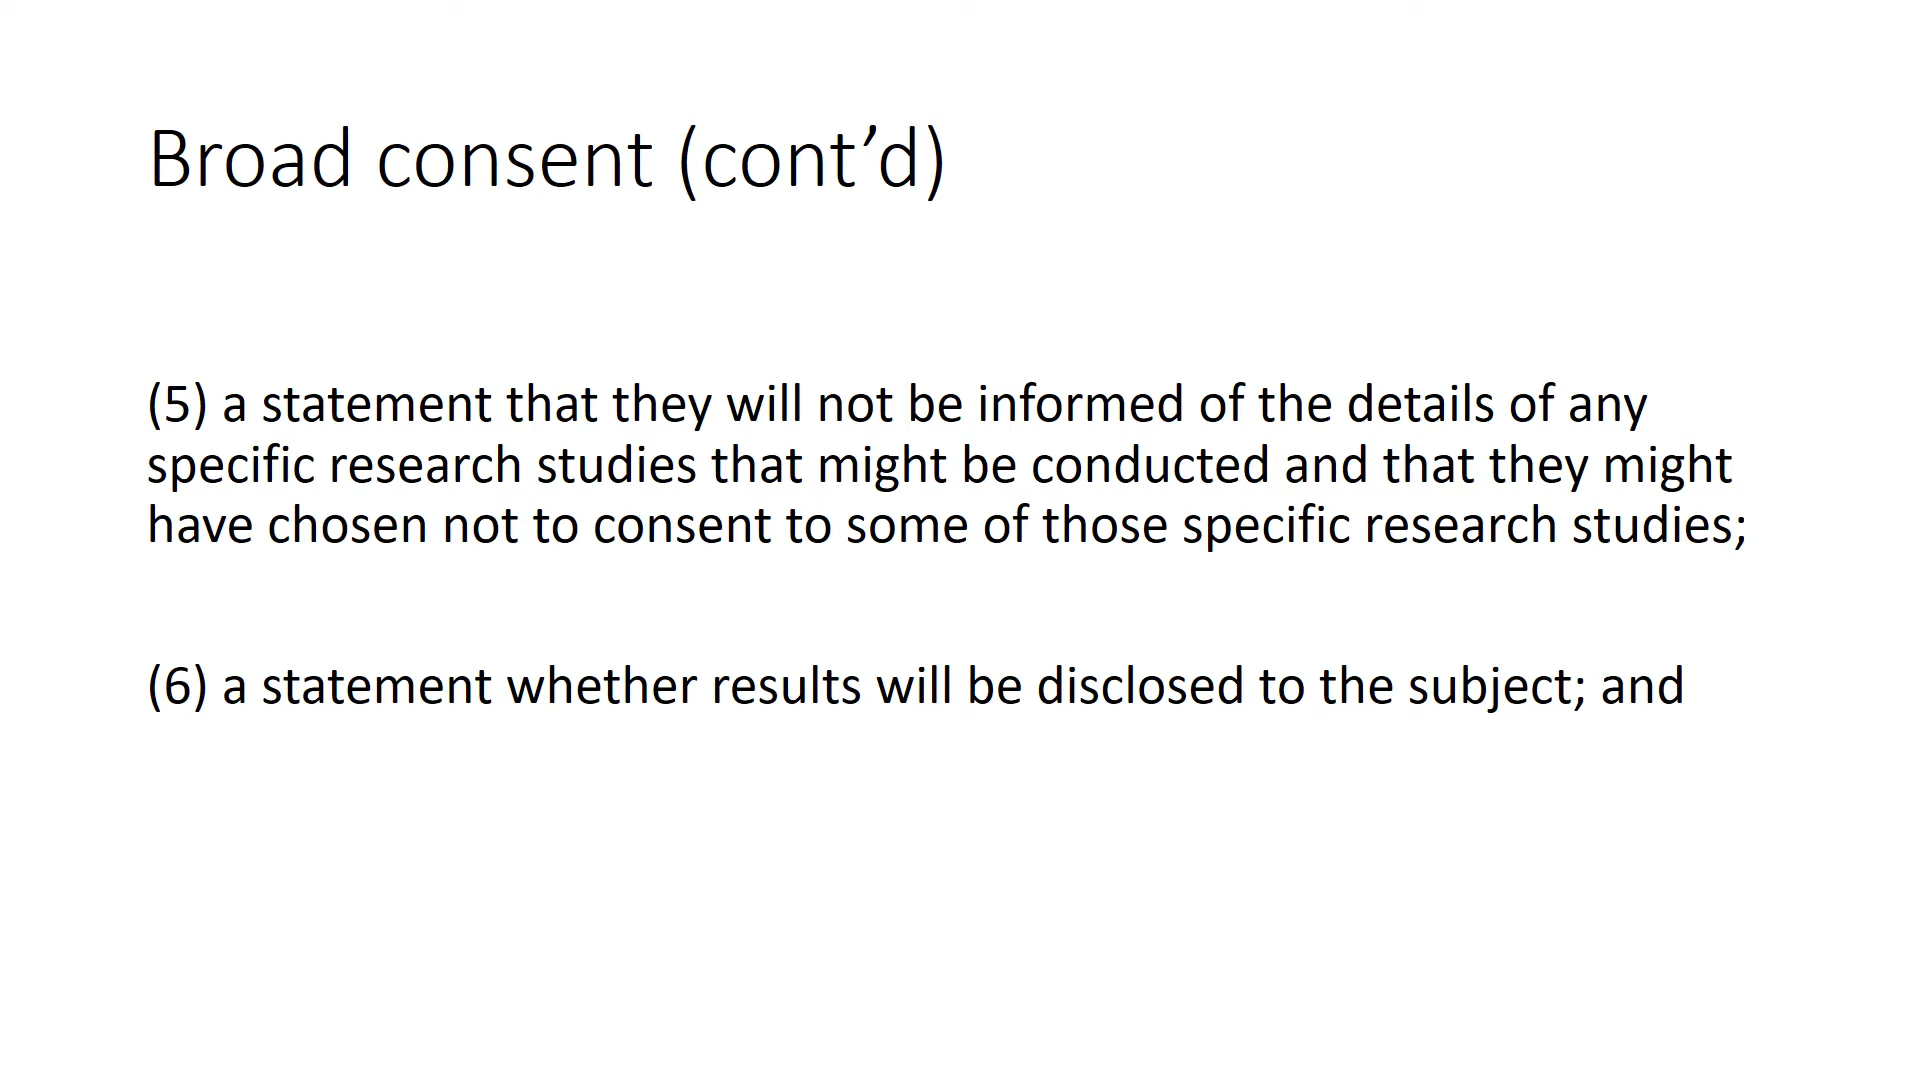 Broad consent (cont’d)
(5) a statement that they will not be informed of the details of any
specific research studies that might be conducted and that they might
have chosen not to consent to some of those specific research studies;
(6) a statement whether results will be disclosed to the subject; and